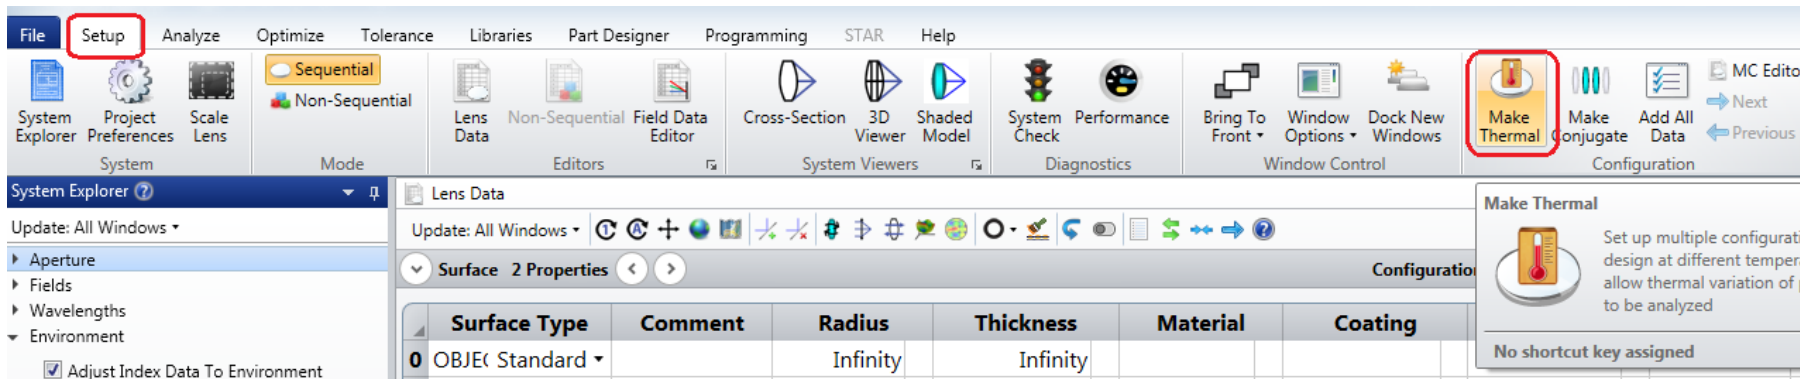 File Setup Analyze Optimize Tolerance Libraries Part Designer Programming STAR Help
Sequential
Non-Sequential
System Explorer
Project Preferences
Scale Lens
Lens Data
Non-Sequential
Field Data Editor
Cross-Section
3D Viewer
Shaded Model
System Check
Performance
Bring To Front
Window Options
Dock New Windows
Make Thermal
Make Conjugate
Add All Data
MC Edito
Next
Previous
System Mode Editors System Viewers Diagnostics Window Control Configuration
System Explorer ?
Update: All Windows
Aperture
Fields
Wavelengths
Environment
Adjust Index Data To Environment
Lens Data
Update: All Windows
Surface 2 Properties
Configuratio
Surface Type Comment Radius Thickness Material Coating
0 OBJE Standard Infinity Infinity
Make Thermal
Set up multiple configurati
design at different tempera
allow thermal variation of
to be analyzed
No shortcut key assigned